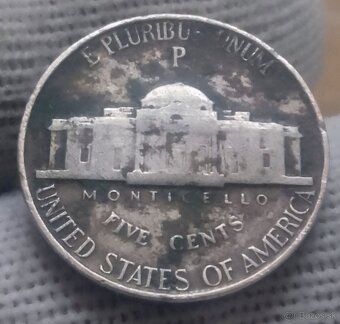 E PLURIBUS UNUM
P
MONTICELLO
FIVE CENTS
UNITED STATES OF AMERICA